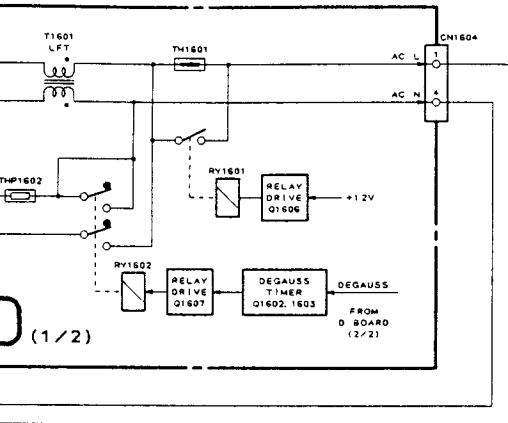 T1601
LFT
TH1601
AC L
CN1604
1
AC N
4
THP1602
RY1601
RELAY
DRIVE
Q1606
+12V
RY1602
RELAY
DRIVE
Q1607
DEGAUSS
TIMER
Q1602, 1603
DEGAUSS
FROM
D BOARD
(2/2)
(1/2)